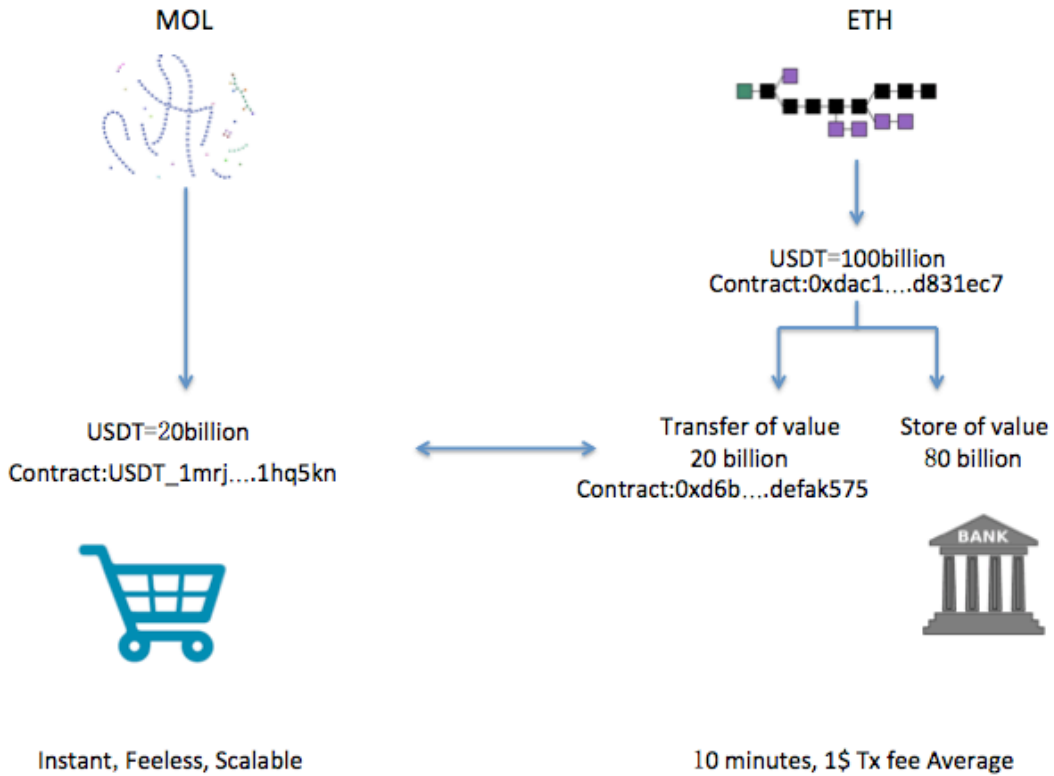 MOL
ETH
USDT=100billion
Contract:0xdac1....d831ec7
USDT=20billion
Contract:USDT_1mrj....1hq5kn
Transfer of value
20 billion
Contract:0xd6b....defak575
Store of value
80 billion
BANK
Instant, Feeless, Scalable
10 minutes, 1$ Tx fee Average